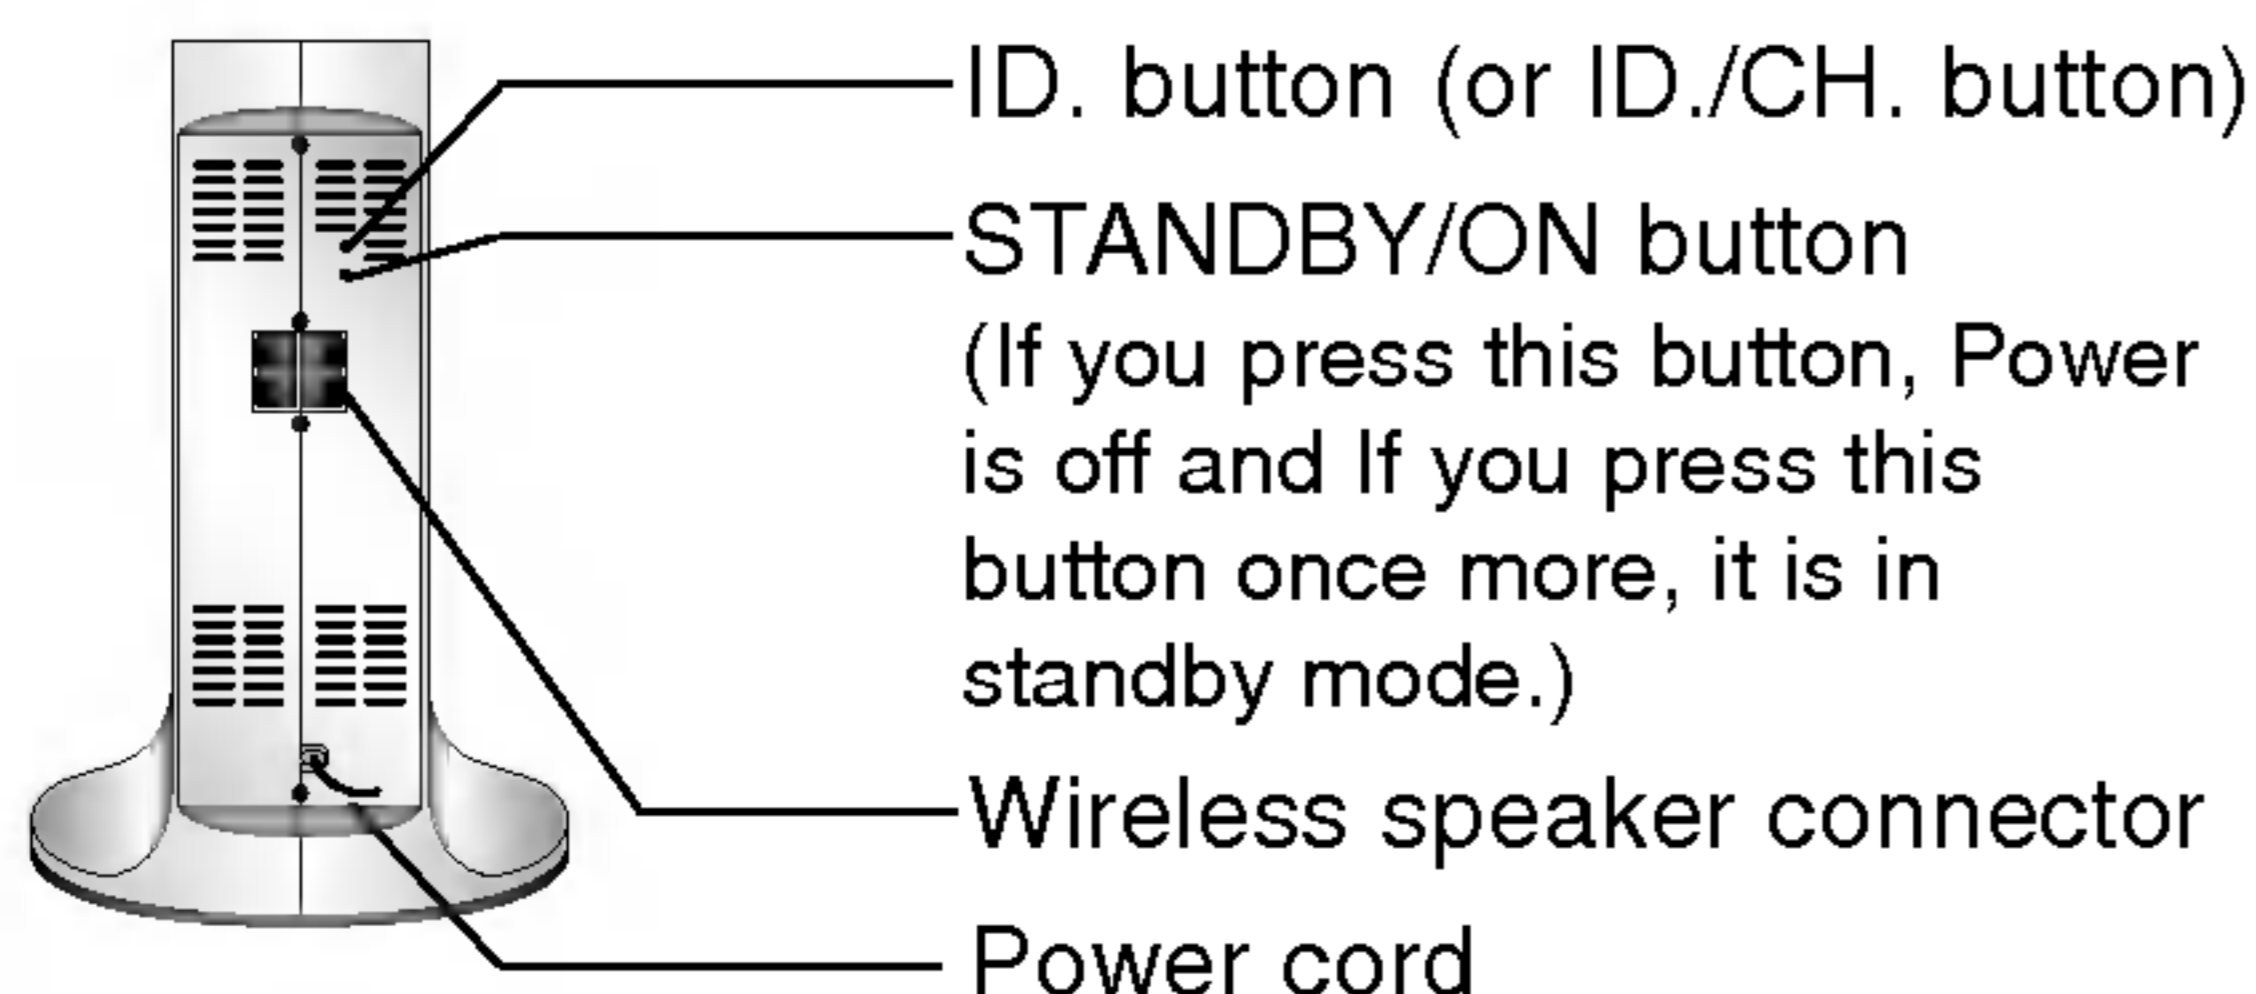 ID. button (or ID./CH. button)
STANDBY/ON button
(If you press this button, Power
is off and If you press this
button once more, it is in
standby mode.)
Wireless speaker connector
Power cord